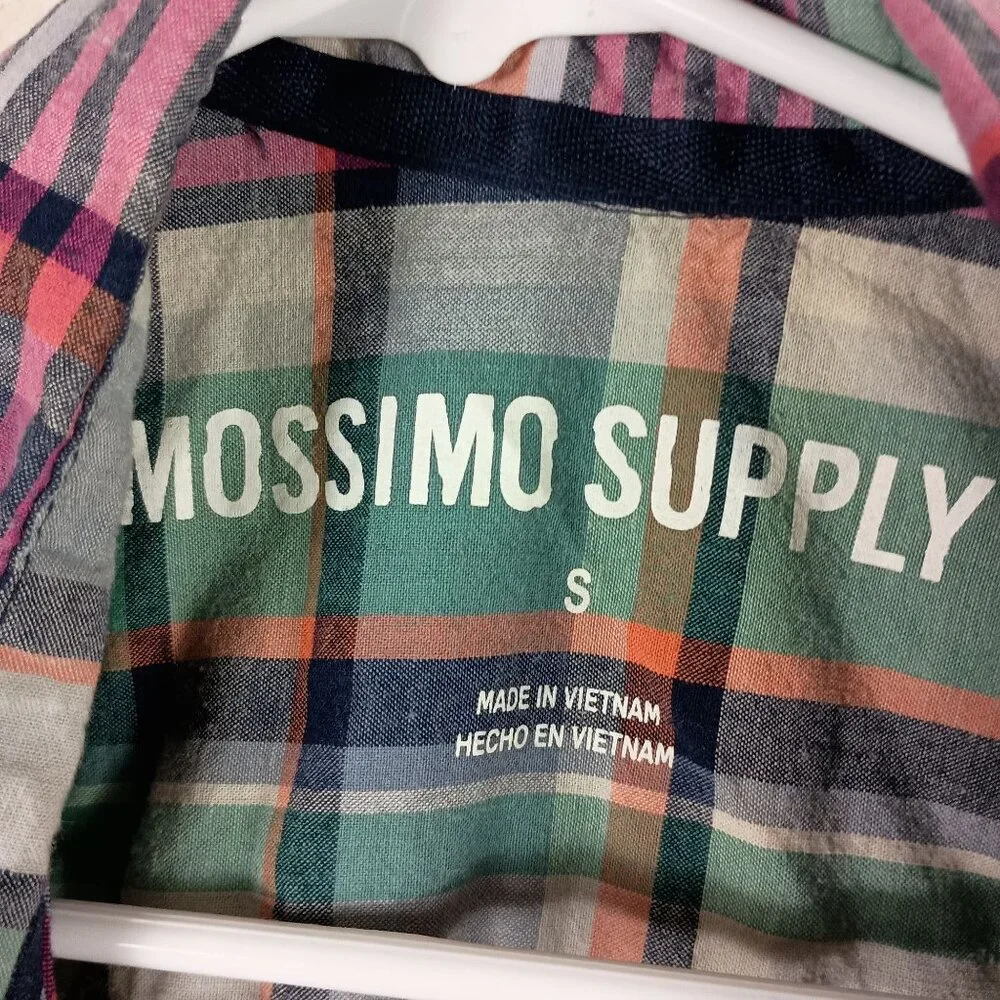 MOSSIMO SUPPLY
S
MADE IN VIETNAM
HECHO EN VIETNAM